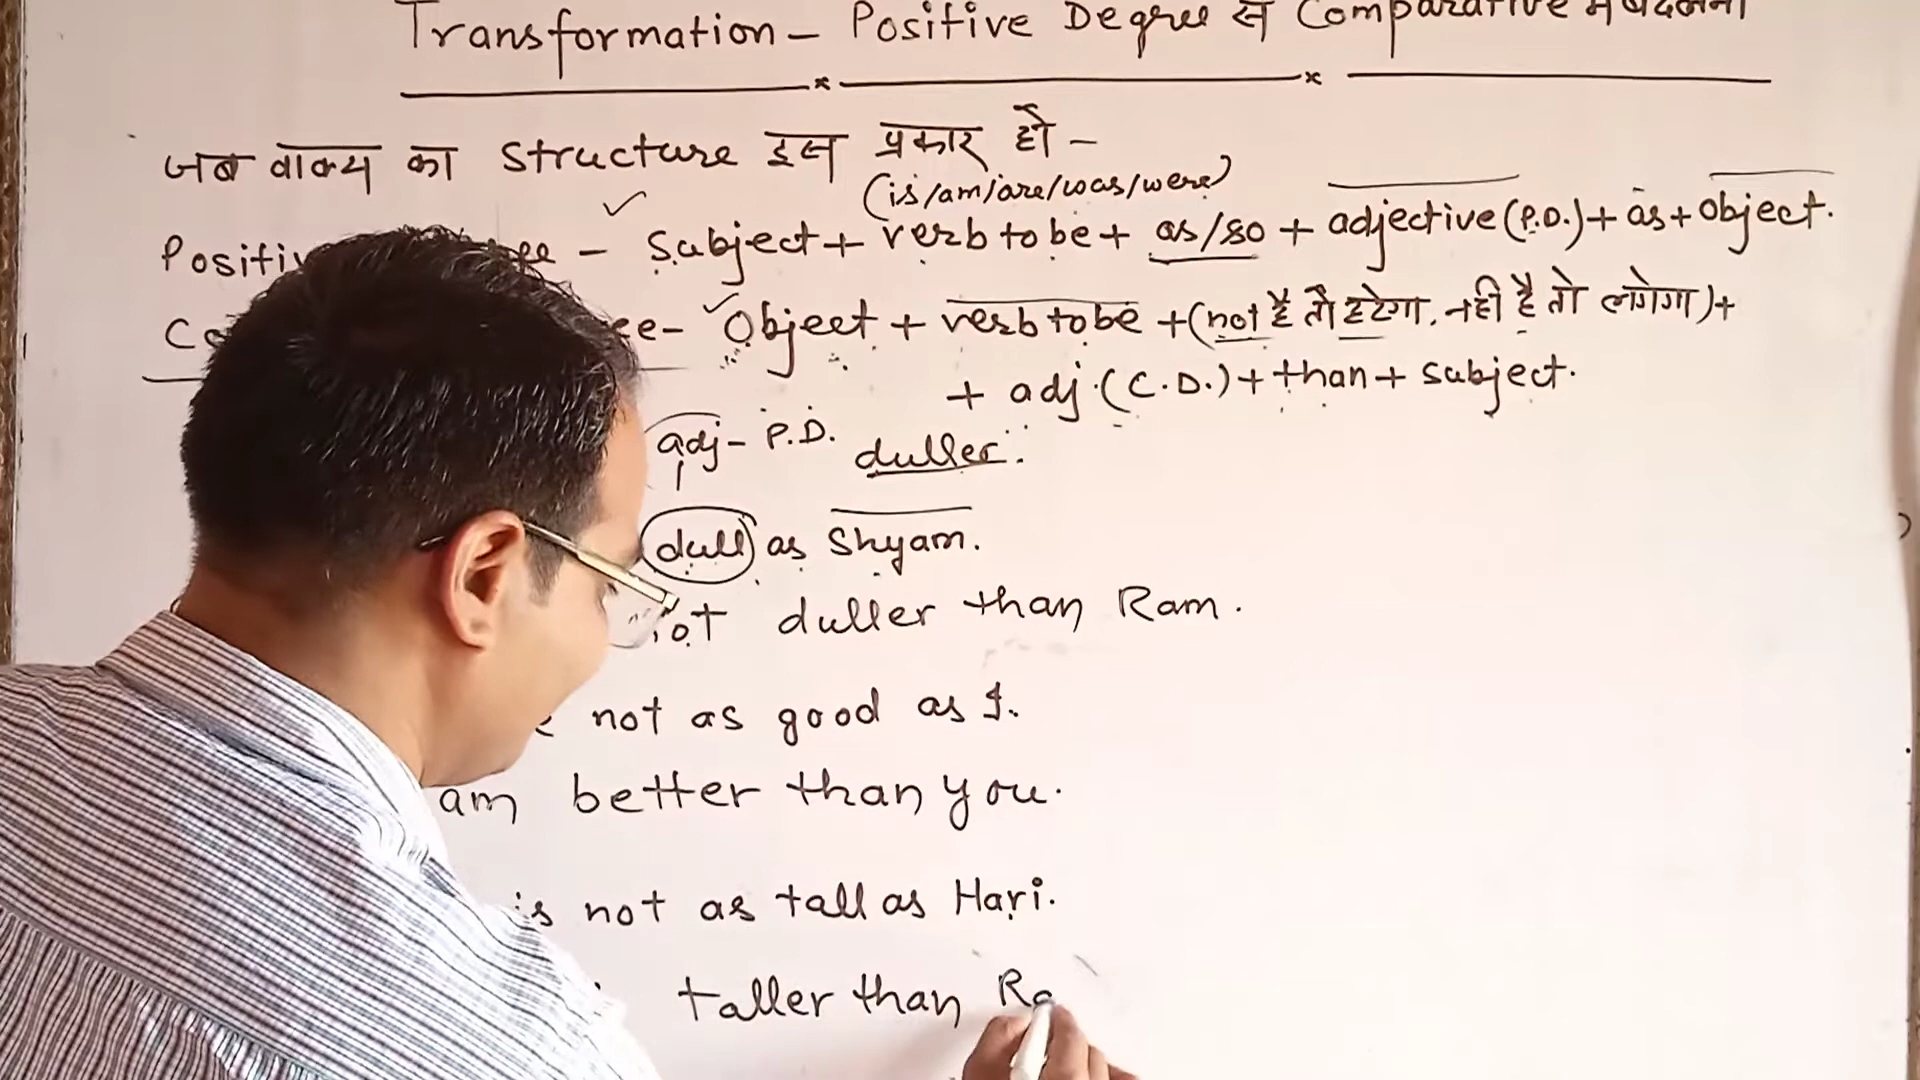 Transformation – Positive Degree से Comparative में बदलना
जब वाक्य का structure इस प्रकार हो –
(is/am/are/was/were)
Positive – Subject + verb to be + as/so + adjective (P.D.) + as + Object.
Object + verb to be + (not है तो हटेगा, नही है तो लगेगा) +
+ adj. (C.D.) + than + subject.
adj – P.D. duller.
dull as Shyam.
not duller than Ram.
not as good as I.
am better than you.
is not as tall as Hari.
taller than Ra